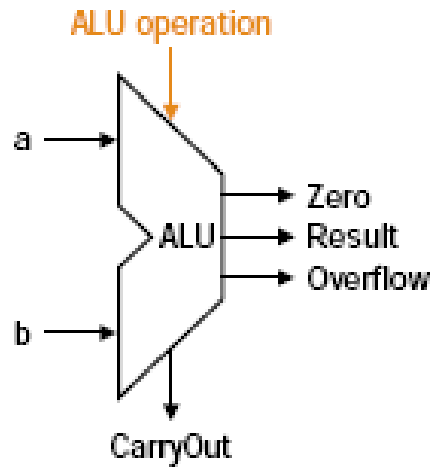 ALU operation
a
Zero
ALU
Result
Overflow
b
CarryOut